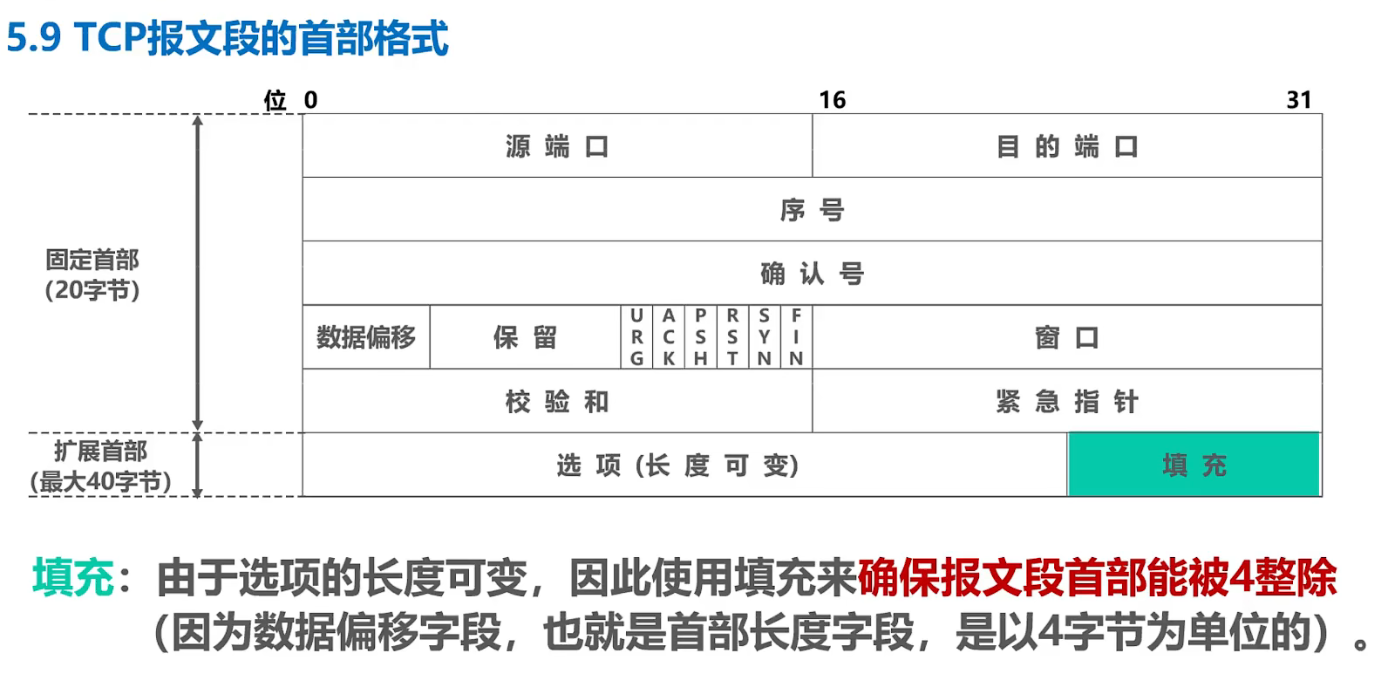 5.9 TCP报文段的首部格式
位 0 16 31
源端口 目的端口
序号
确认号
固定首部
(20字节)
数据偏移 保留 URG ACK PSH RST SYN FIN 窗口
校验和 紧急指针
扩展首部
(最大40字节)
选项(长度可变) 填充
填充：由于选项的长度可变，因此使用填充来确保报文段首部能被4整除
（因为数据偏移字段，也就是首部长度字段，是以4字节为单位的）。